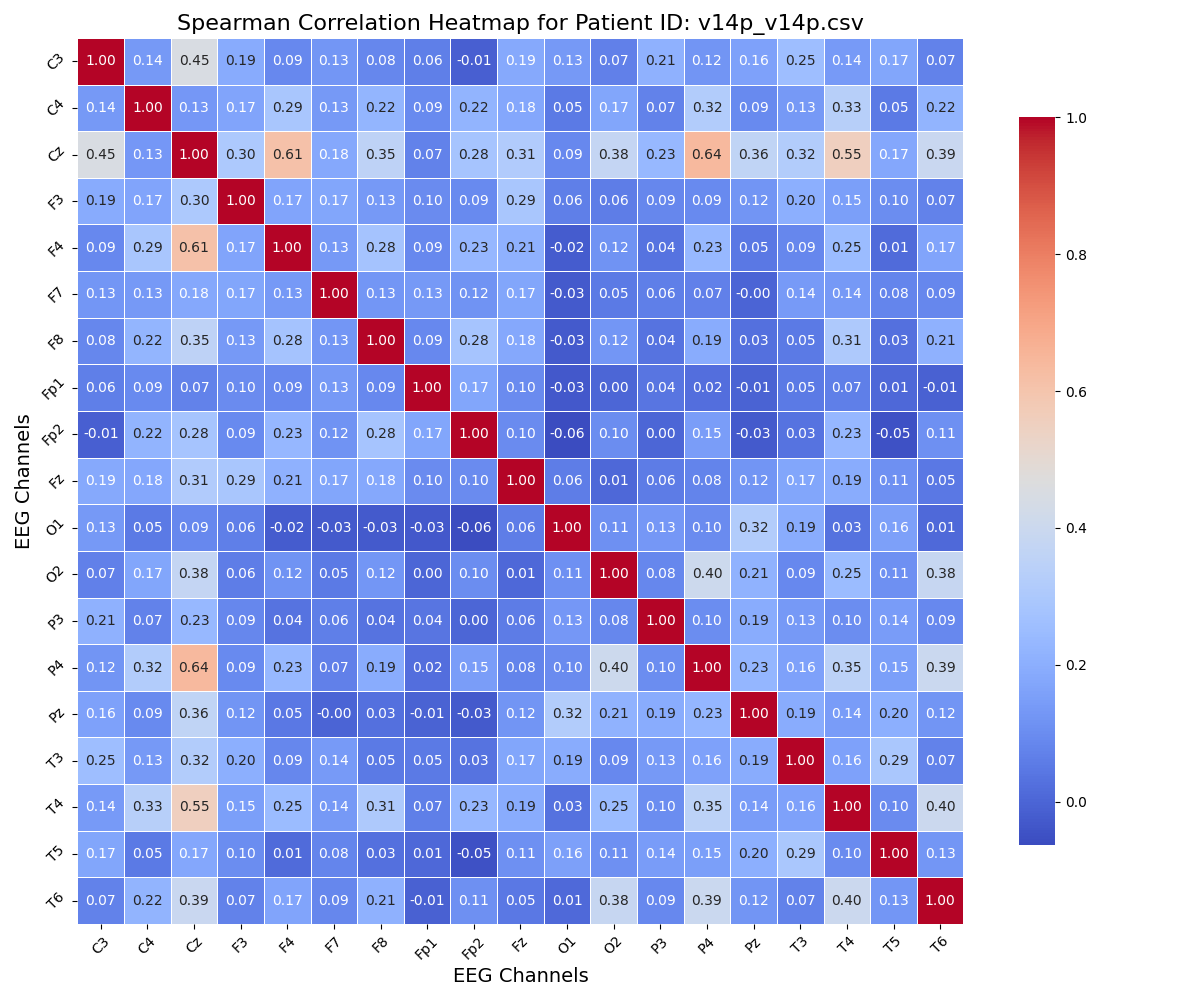 Spearman Correlation Heatmap for Patient ID: v14p_v14p.csv
C3 1.00 0.14 0.45 0.19 0.09 0.13 0.08 0.06 -0.01 0.19 0.13 0.07 0.21 0.12 0.16 0.25 0.14 0.17 0.07
C4 0.14 1.00 0.13 0.17 0.29 0.13 0.22 0.09 0.22 0.18 0.05 0.17 0.07 0.32 0.09 0.13 0.33 0.05 0.22
Cz 0.45 0.13 1.00 0.30 0.61 0.18 0.35 0.07 0.28 0.31 0.09 0.38 0.23 0.64 0.36 0.32 0.55 0.17 0.39
F3 0.19 0.17 0.30 1.00 0.17 0.17 0.13 0.10 0.09 0.29 0.06 0.06 0.09 0.09 0.12 0.20 0.15 0.10 0.07
F4 0.09 0.29 0.61 0.17 1.00 0.13 0.28 0.09 0.23 0.21 -0.02 0.12 0.04 0.23 0.05 0.09 0.25 0.01 0.17
F7 0.13 0.13 0.18 0.17 0.13 1.00 0.13 0.13 0.12 0.17 -0.03 0.05 0.06 0.07 -0.00 0.14 0.14 0.08 0.09
F8 0.08 0.22 0.35 0.13 0.28 0.13 1.00 0.09 0.28 0.18 -0.03 0.12 0.04 0.19 0.03 0.05 0.31 0.03 0.21
Fp1 0.06 0.09 0.07 0.10 0.09 0.13 0.09 1.00 0.17 0.10 -0.03 0.00 0.04 0.02 -0.01 0.05 0.07 0.01 -0.01
Fp2 -0.01 0.22 0.28 0.09 0.23 0.12 0.28 0.17 1.00 0.10 -0.06 0.10 0.00 0.15 -0.03 0.03 0.23 -0.05 0.11
Fz 0.19 0.18 0.31 0.29 0.21 0.17 0.18 0.10 0.10 1.00 0.06 0.01 0.06 0.08 0.12 0.17 0.19 0.11 0.05
O1 0.13 0.05 0.09 0.06 -0.02 -0.03 -0.03 -0.03 -0.06 0.06 1.00 0.11 0.13 0.10 0.32 0.19 0.03 0.16 0.01
O2 0.07 0.17 0.38 0.06 0.12 0.05 0.12 0.00 0.10 0.01 0.11 1.00 0.08 0.40 0.21 0.09 0.25 0.11 0.38
P3 0.21 0.07 0.23 0.09 0.04 0.06 0.04 0.04 0.00 0.06 0.13 0.08 1.00 0.10 0.19 0.13 0.10 0.14 0.09
P4 0.12 0.32 0.64 0.09 0.23 0.07 0.19 0.02 0.15 0.08 0.10 0.40 0.10 1.00 0.23 0.16 0.35 0.15 0.39
Pz 0.16 0.09 0.36 0.12 0.05 -0.00 0.03 -0.01 -0.03 0.12 0.32 0.21 0.19 0.23 1.00 0.19 0.14 0.20 0.12
T3 0.25 0.13 0.32 0.20 0.09 0.14 0.05 0.05 0.03 0.17 0.19 0.09 0.13 0.16 0.19 1.00 0.16 0.29 0.07
T4 0.14 0.33 0.55 0.15 0.25 0.14 0.31 0.07 0.23 0.19 0.03 0.25 0.10 0.35 0.14 0.16 1.00 0.10 0.40
T5 0.17 0.05 0.17 0.10 0.01 0.08 0.03 0.01 -0.05 0.11 0.16 0.11 0.14 0.15 0.20 0.29 0.10 1.00 0.13
T6 0.07 0.22 0.39 0.07 0.17 0.09 0.21 -0.01 0.11 0.05 0.01 0.38 0.09 0.39 0.12 0.07 0.40 0.13 1.00
C3 C4 Cz F3 F4 F7 F8 Fp1 Fp2 Fz O1 O2 P3 P4 Pz T3 T4 T5 T6
EEG Channels
EEG Channels
1.0
0.8
0.6
0.4
0.2
0.0